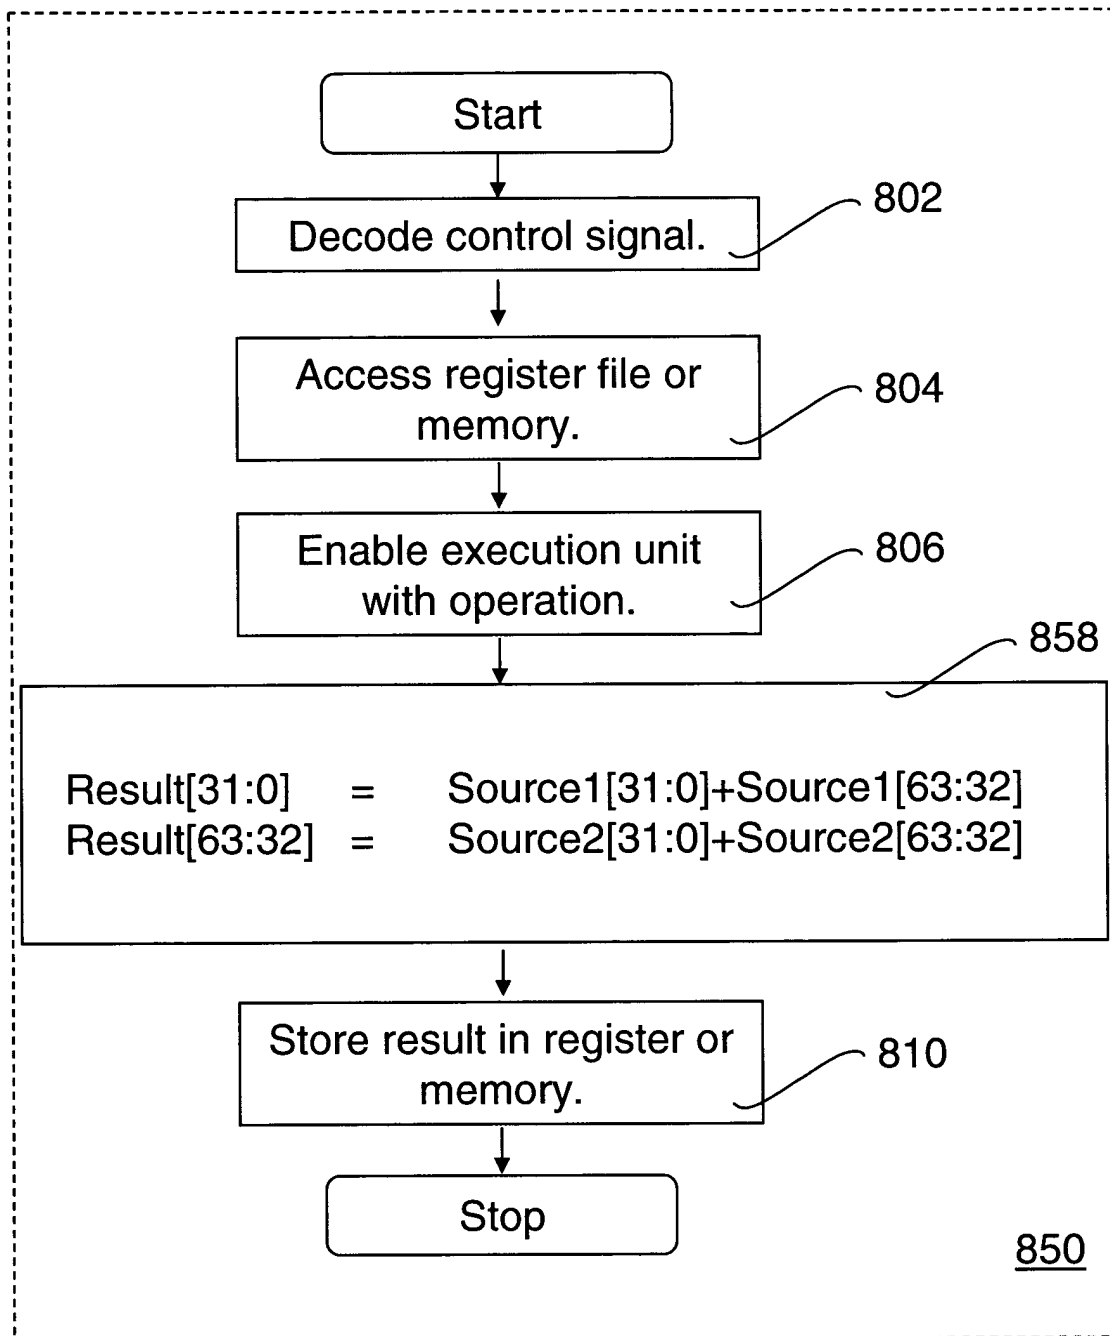 Start
Decode control signal.
802
Access register file or
memory.
804
Enable execution unit
with operation.
806
858
Result[31:0] = Source1[31:0]+Source1[63:32]
Result[63:32] = Source2[31:0]+Source2[63:32]
Store result in register or
memory.
810
Stop
850